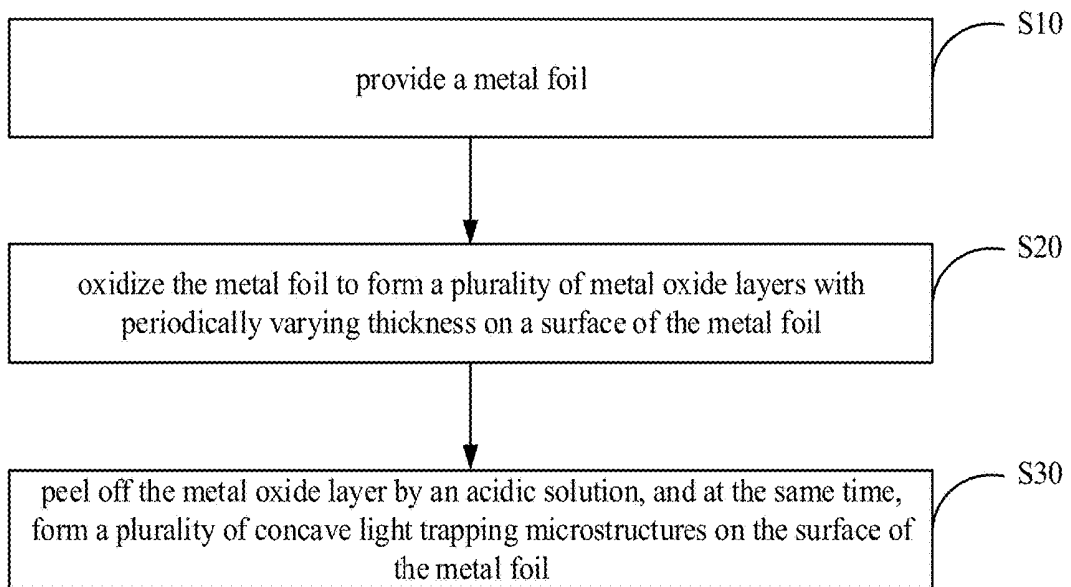 S10
provide a metal foil
S20
oxidize the metal foil to form a plurality of metal oxide layers with
periodically varying thickness on a surface of the metal foil
S30
peel off the metal oxide layer by an acidic solution, and at the same time,
form a plurality of concave light trapping microstructures on the surface of
the metal foil